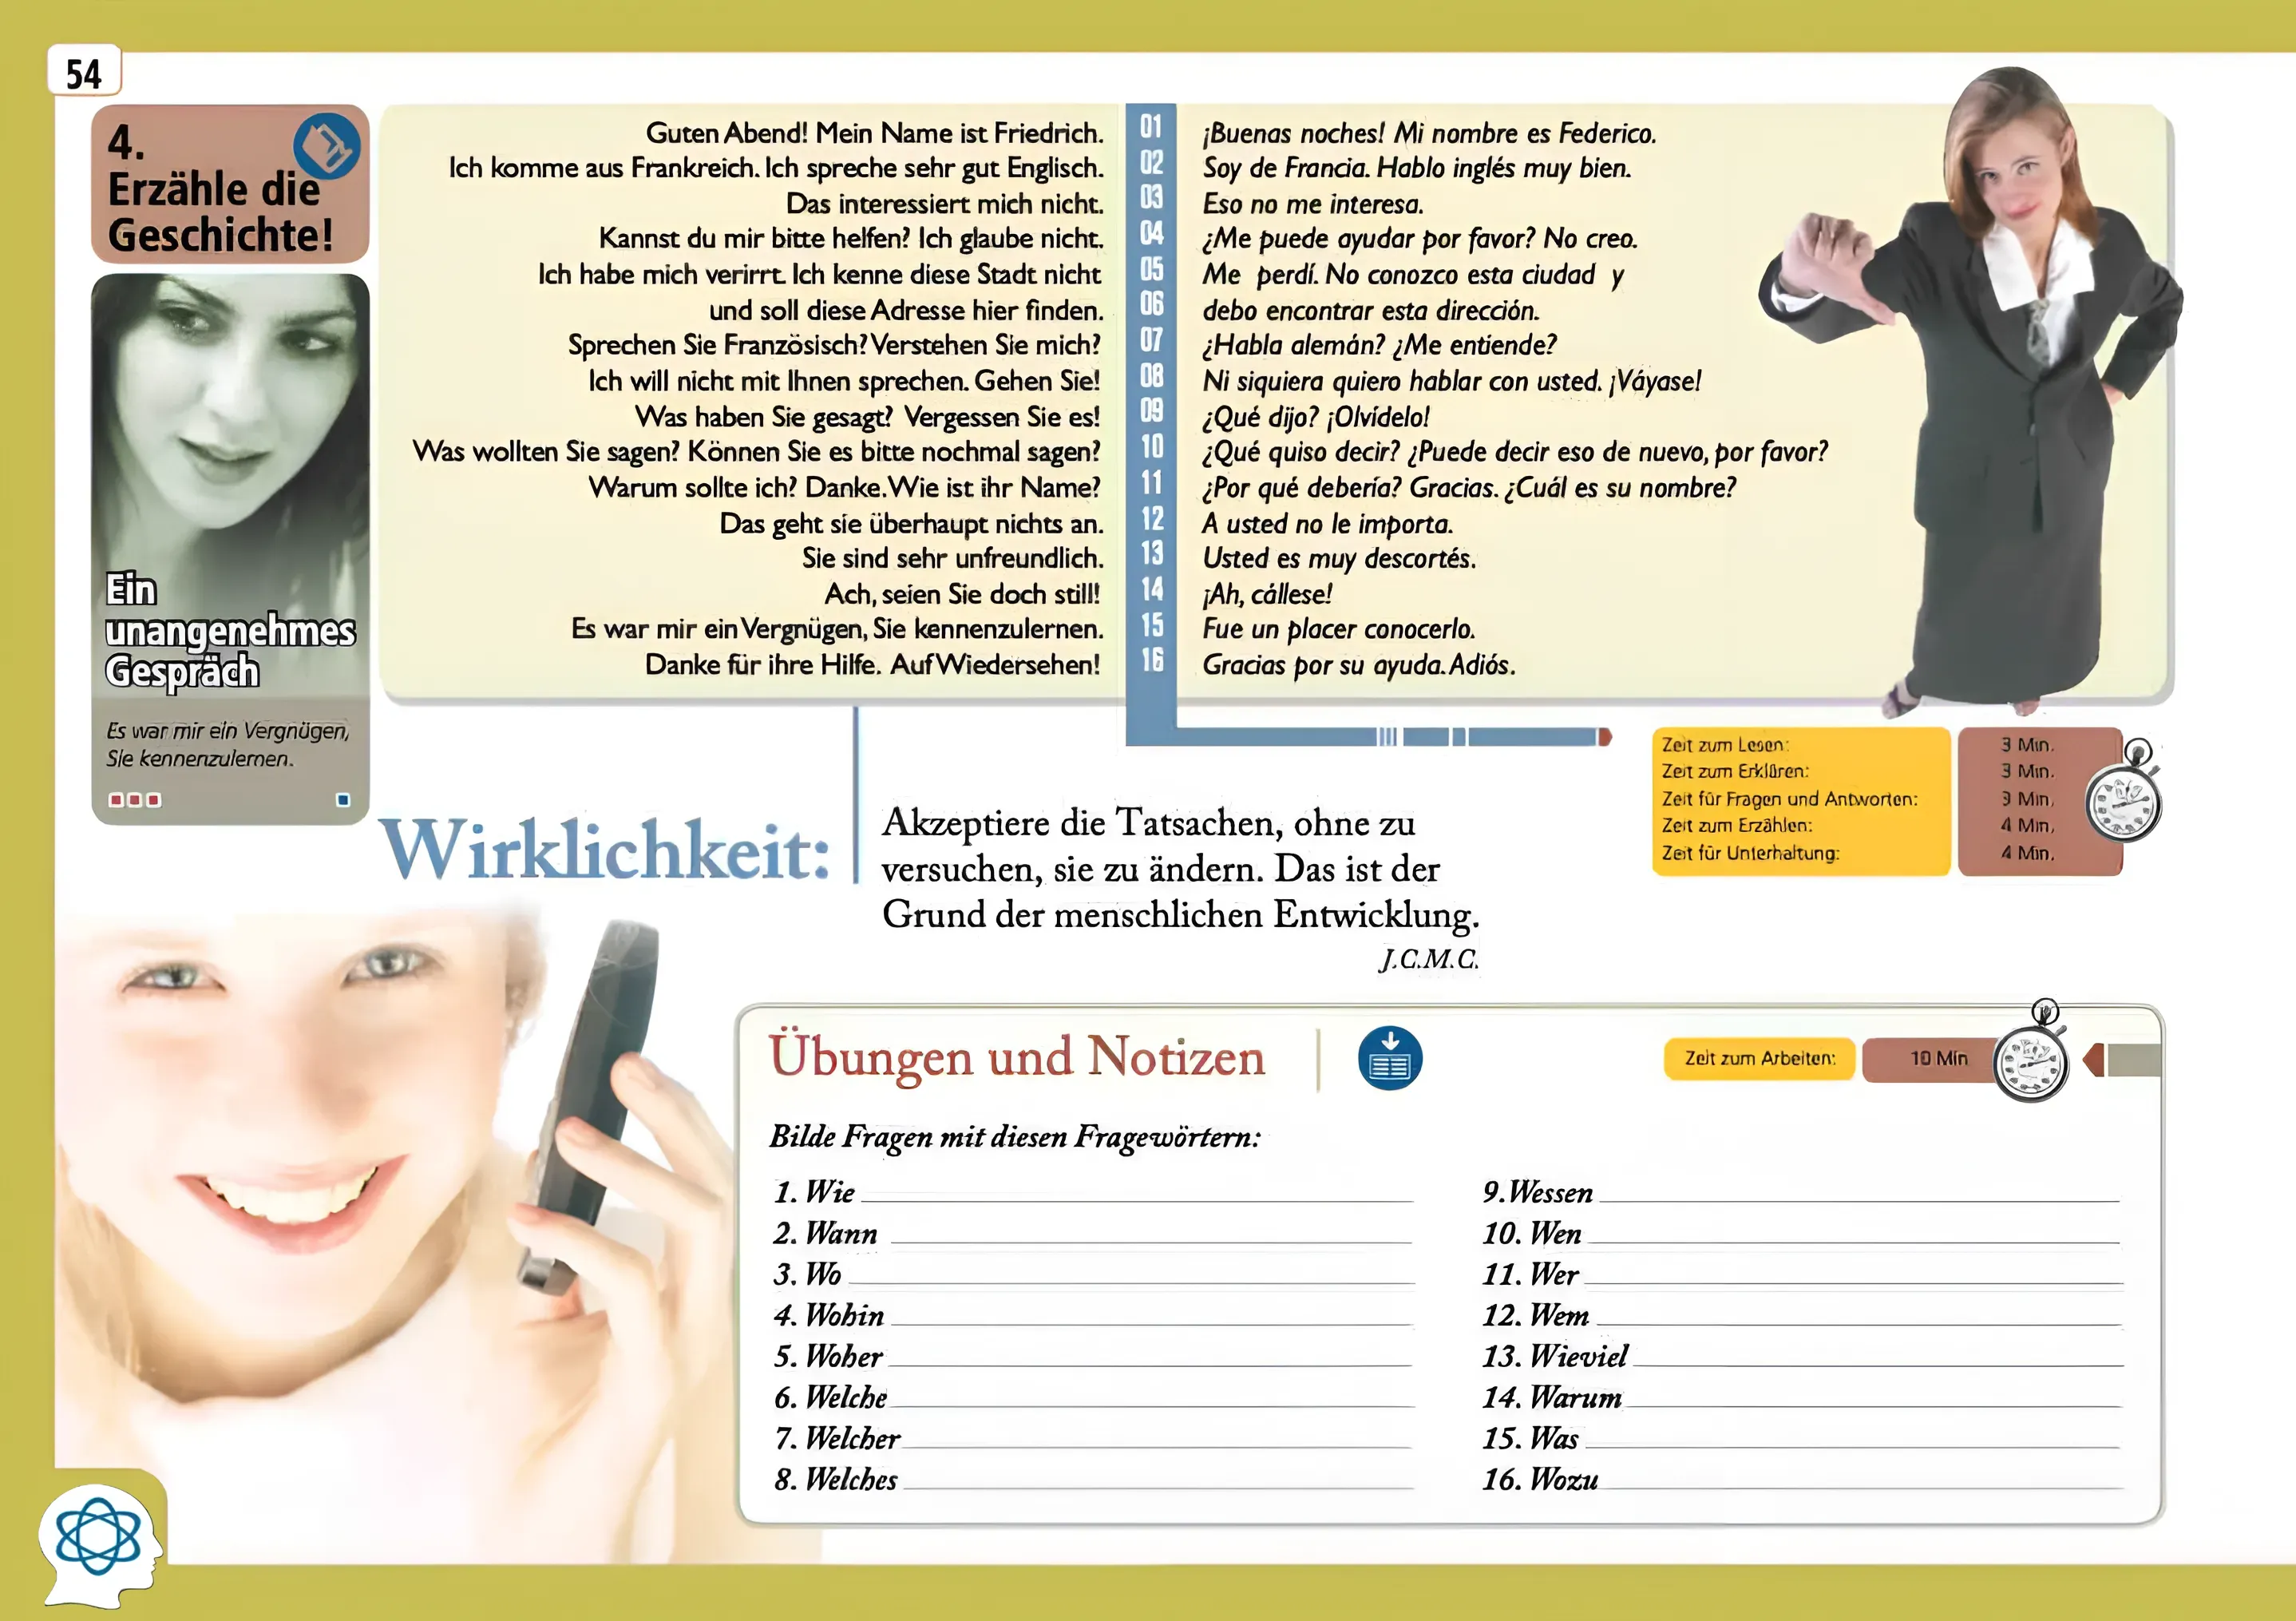 54
4.
Erzähle die
Geschichte!
Ein
unangenehmes
Gespräch
Es war mir ein Vergnügen,
Sie kennenzulernen.
Guten Abend! Mein Name ist Friedrich. 01 ¡Buenas noches! Mi nombre es Federico.
Ich komme aus Frankreich. Ich spreche sehr gut Englisch. 02 Soy de Francia. Hablo inglés muy bien.
Das interessiert mich nicht. 03 Eso no me interesa.
Kannst du mir bitte helfen? Ich glaube nicht. 04 ¿Me puede ayudar por favor? No creo.
Ich habe mich verirrt. Ich kenne diese Stadt nicht 05 Me perdí. No conozco esta ciudad y
und soll diese Adresse hier finden. 06 debo encontrar esta dirección.
Sprechen Sie Französisch? Verstehen Sie mich? 07 ¿Habla alemán? ¿Me entiende?
Ich will nicht mit Ihnen sprechen. Gehen Sie! 08 Ni siquiera quiero hablar con usted. ¡Váyase!
Was haben Sie gesagt? Vergessen Sie es! 09 ¿Qué dijo? ¡Olvídelo!
Was wollten Sie sagen? Können Sie es bitte nochmal sagen? 10 ¿Qué quiso decir? ¿Puede decir eso de nuevo, por favor?
Warum sollte ich? Danke. Wie ist ihr Name? 11 ¿Por qué debería? Gracias. ¿Cuál es su nombre?
Das geht sie überhaupt nichts an. 12 A usted no le importa.
Sie sind sehr unfreundlich. 13 Usted es muy descortés.
Ach, seien Sie doch still! 14 ¡Ah, cállese!
Es war mir ein Vergnügen, Sie kennenzulernen. 15 Fue un placer conocerlo.
Danke für ihre Hilfe. Auf Wiedersehen! 16 Gracias por su ayuda. Adiós.
Zeit zum Lesen: 3 Min.
Zeit zum Erklären: 3 Min.
Zeit für Fragen und Antworten: 3 Min.
Zeit zum Erzählen: 4 Min.
Zeit für Unterhaltung: 4 Min.
Wirklichkeit:
Akzeptiere die Tatsachen, ohne zu
versuchen, sie zu ändern. Das ist der
Grund der menschlichen Entwicklung.
J.C.M.C.
Übungen und Notizen
Zeit zum Arbeiten: 10 Min
Bilde Fragen mit diesen Fragewörtern:
1. Wie
2. Wann
3. Wo
4. Wohin
5. Woher
6. Welche
7. Welcher
8. Welches
9. Wessen
10. Wen
11. Wer
12. Wem
13. Wieviel
14. Warum
15. Was
16. Wozu